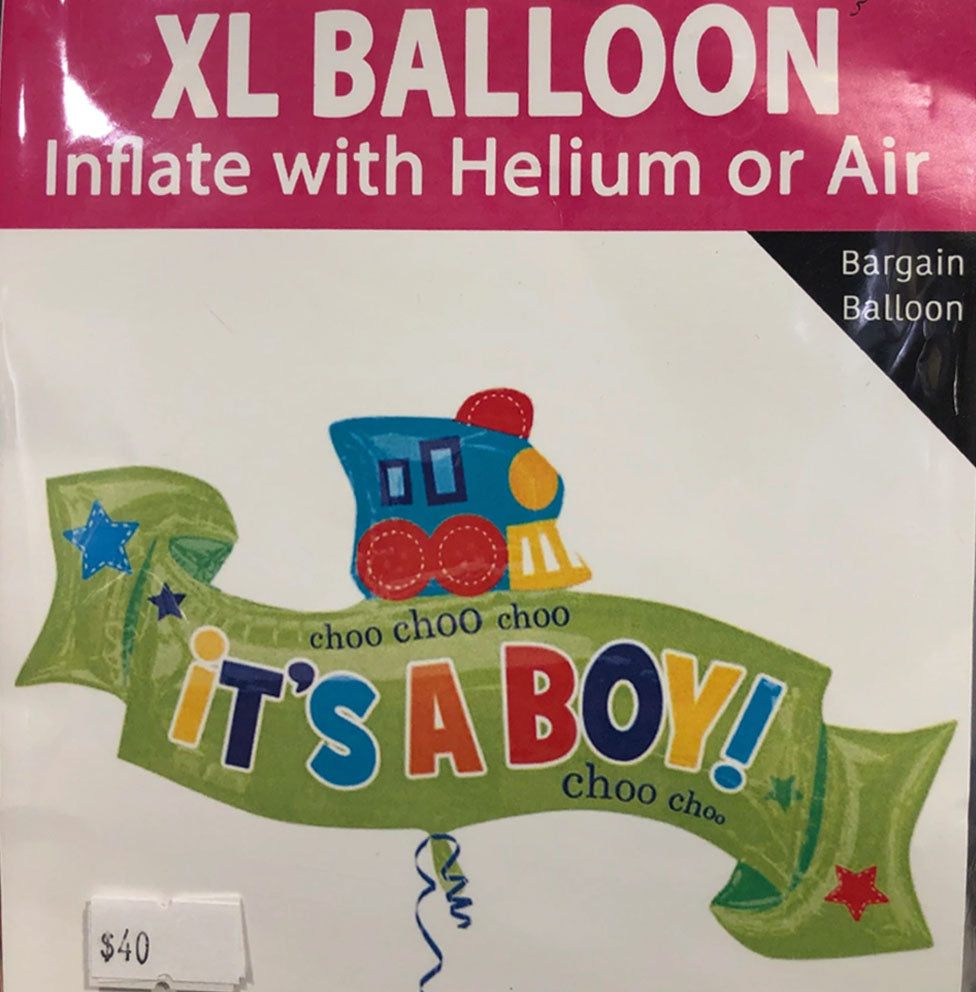 XL BALLOON
Inflate with Helium or Air
Bargain
Balloon
choo choo choo
iT'S A BOY!
choo choo
$40